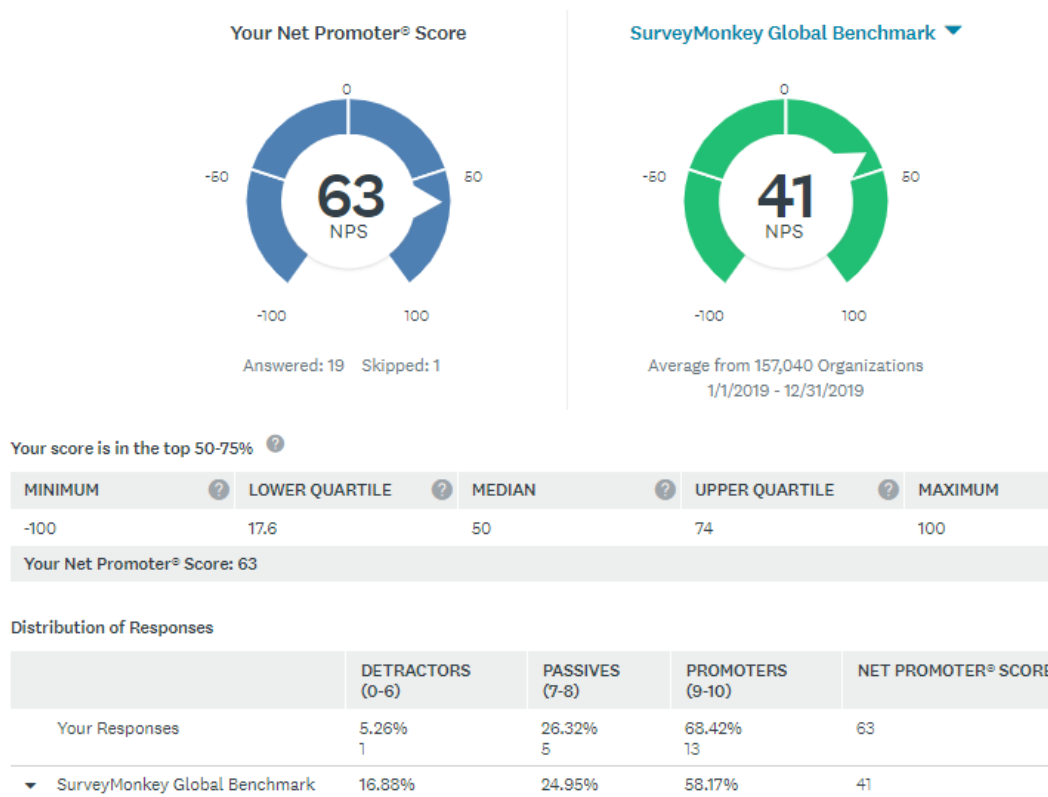 Your Net Promoter® Score
SurveyMonkey Global Benchmark
0
-50
50
63
NPS
-100
100
0
-50
50
41
NPS
-100
100
Answered: 19 Skipped: 1
Average from 157,040 Organizations
1/1/2019 - 12/31/2019
Your score is in the top 50-75% ?
MINIMUM ? LOWER QUARTILE ? MEDIAN ? UPPER QUARTILE ? MAXIMUM
-100 17.6 50 74 100
Your Net Promoter® Score: 63
Distribution of Responses
DETRACTORS PASSIVES PROMOTERS NET PROMOTER® SCORE
(0-6) (7-8) (9-10)
Your Responses 5.26% 26.32% 68.42% 63
1 5 13
SurveyMonkey Global Benchmark 16.88% 24.95% 58.17% 41